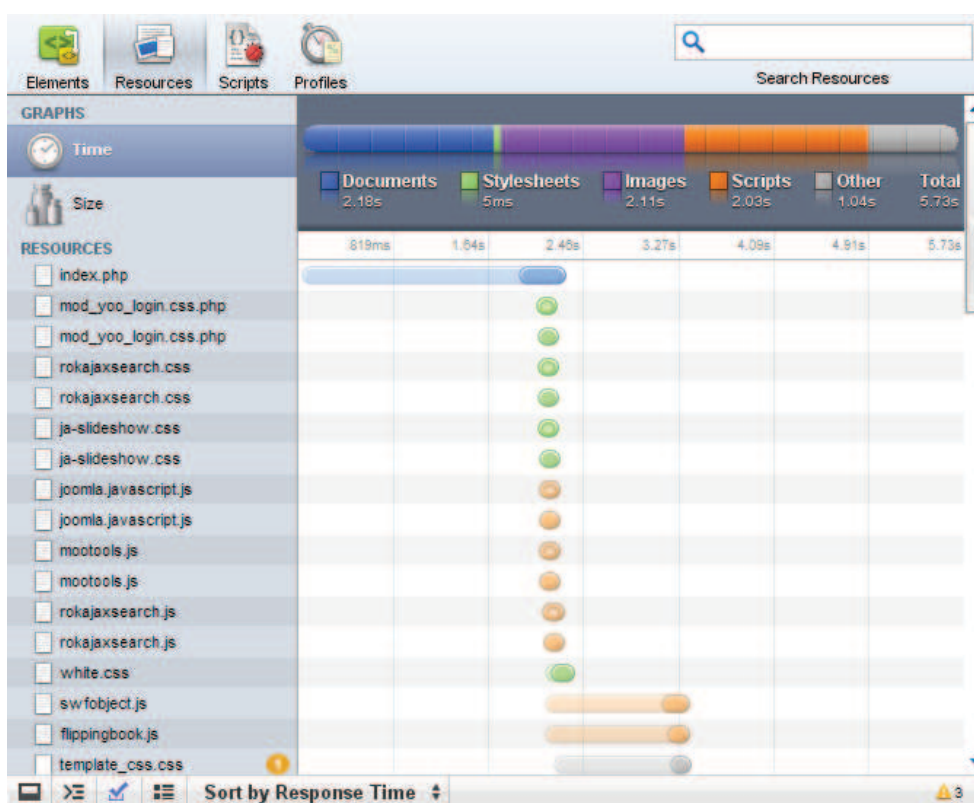 Elements Resources Scripts Profiles Search Resources
GRAPHS
Time
Size
Documents Stylesheets Images Scripts Other Total
2.18s 5ms 2.11s 2.03s 1.04s 5.73s
819ms 1.64s 2.46s 3.27s 4.09s 4.91s 5.73s
RESOURCES
index.php
mod_yoo_login.css.php
mod_yoo_login.css.php
rokajaxsearch.css
rokajaxsearch.css
ja-slideshow.css
ja-slideshow.css
joomla.javascript.js
joomla.javascript.js
mootools.js
mootools.js
rokajaxsearch.js
rokajaxsearch.js
white.css
swfobject.js
flippingbook.js
template_css.css 1
Sort by Response Time 3